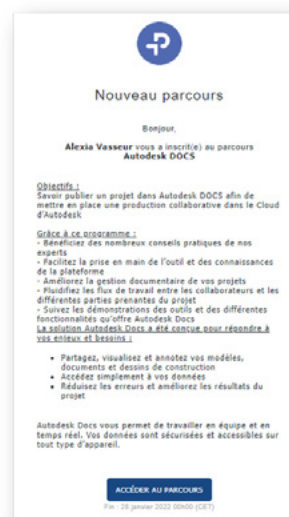 Nouveau parcours
Bonjour,
Alexia Vasseur vous a inscrit(e) au parcours
Autodesk DOCS
Objectifs :
Savoir publier un projet dans Autodesk DOCS afin de
mettre en place une production collaborative dans le Cloud
d'Autodesk
Grâce à ce programme :
- Bénéficiez des nombreux conseils pratiques de nos
experts
- Facilitez la prise en main de l'outil et des connaissances
de la plateforme
- Améliorez la gestion documentaire de vos projets
- Fluidifiez les flux de travail entre les collaborateurs et les
différentes parties prenantes du projet
- Suivez les démonstrations des outils et des différentes
fonctionnalités qu'offre Autodesk Docs
La solution Autodesk Docs a été conçue pour répondre à
vos enjeux et besoins :
• Partagez, visualisez et annotez vos modèles,
documents et dessins de construction
• Accédez simplement à vos données
• Réduisez les erreurs et améliorez les résultats du
projet
Autodesk Docs vous permet de travailler en équipe et en
temps réel. Vos données sont sécurisées et accessibles sur
tout type d'appareil.
ACCÉDER AU PARCOURS
Fin : 28 janvier 2022 00h00 (CET)